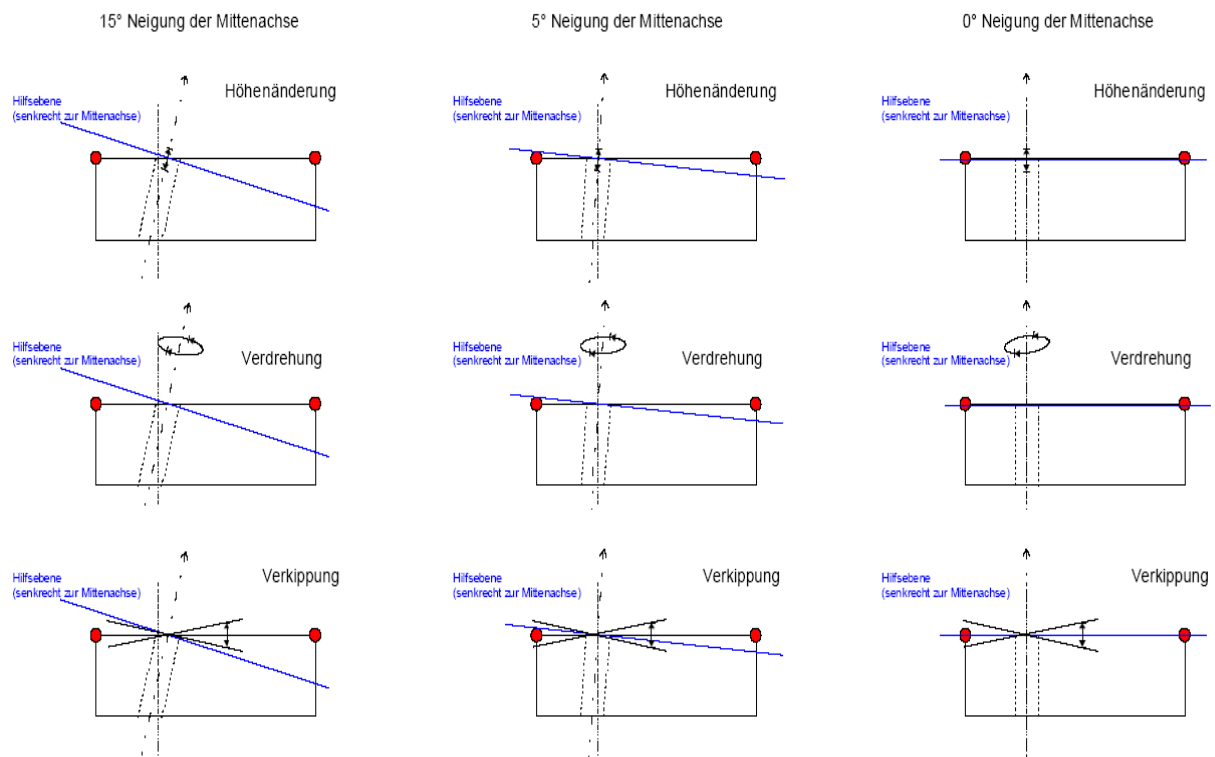 15° Neigung der Mittenachse
5° Neigung der Mittenachse
0° Neigung der Mittenachse
Höhenänderung
Hilfsebene
(senkrecht zur Mittenachse)
Höhenänderung
Hilfsebene
(senkrecht zur Mittenachse)
Höhenänderung
Hilfsebene
(senkrecht zur Mittenachse)
Verdrehung
Hilfsebene
(senkrecht zur Mittenachse)
Verdrehung
Hilfsebene
(senkrecht zur Mittenachse)
Verdrehung
Hilfsebene
(senkrecht zur Mittenachse)
Verkippung
Hilfsebene
(senkrecht zur Mittenachse)
Verkippung
Hilfsebene
(senkrecht zur Mittenachse)
Verkippung
Hilfsebene
(senkrecht zur Mittenachse)